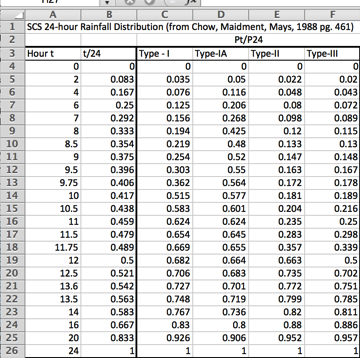 A B C D E F
1 SCS 24-hour Rainfall Distribution (from Chow, Maidment, Mays, 1988 pg. 461)
2 Pt/P24
3 Hour t t/24 Type - I Type-IA Type-II Type-III
4 0 0 0 0 0 0
5 2 0.083 0.035 0.05 0.022 0.02
6 4 0.167 0.076 0.116 0.048 0.043
7 6 0.25 0.125 0.206 0.08 0.072
8 7 0.292 0.156 0.268 0.098 0.089
9 8 0.333 0.194 0.425 0.12 0.115
10 8.5 0.354 0.219 0.48 0.133 0.13
11 9 0.375 0.254 0.52 0.147 0.148
12 9.5 0.396 0.303 0.55 0.163 0.167
13 9.75 0.406 0.362 0.564 0.172 0.178
14 10 0.417 0.515 0.577 0.181 0.189
15 10.5 0.438 0.583 0.601 0.204 0.216
16 11 0.459 0.624 0.624 0.235 0.25
17 11.5 0.479 0.654 0.645 0.283 0.298
18 11.75 0.489 0.669 0.655 0.357 0.339
19 12 0.5 0.682 0.664 0.663 0.5
20 12.5 0.521 0.706 0.683 0.735 0.702
21 13.6 0.542 0.727 0.701 0.772 0.751
22 13.5 0.563 0.748 0.719 0.799 0.785
23 14 0.583 0.767 0.736 0.82 0.811
24 16 0.667 0.83 0.8 0.88 0.886
25 20 0.833 0.926 0.906 0.952 0.957
26 24 1 1 1 1 1